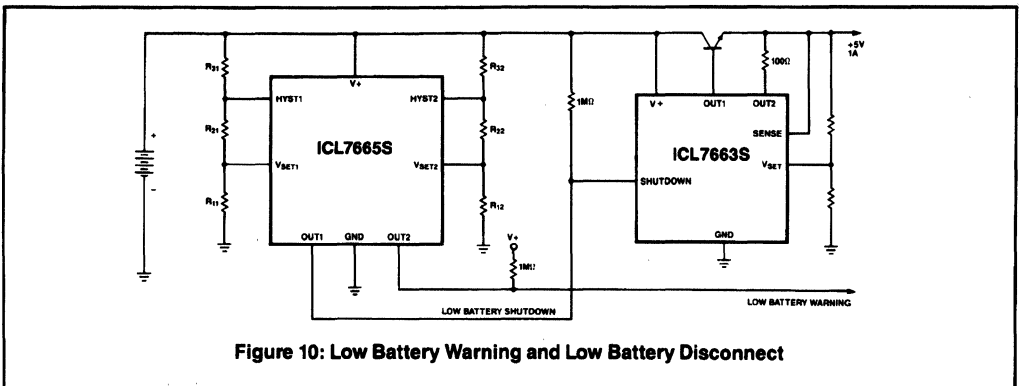 +5V
1A
R31
R32
100Ω
V+
V+
OUT1
OUT2
HYST1
HYST2
1MΩ
SENSE
R21
R22
ICL7665S
ICL7663S
+
VSET1
VSET2
VSET
-
SHUTDOWN
R11
R12
OUT1
GND
OUT2
V+
GND
1MΩ
LOW BATTERY WARNING
LOW BATTERY SHUTDOWN
Figure 10: Low Battery Warning and Low Battery Disconnect